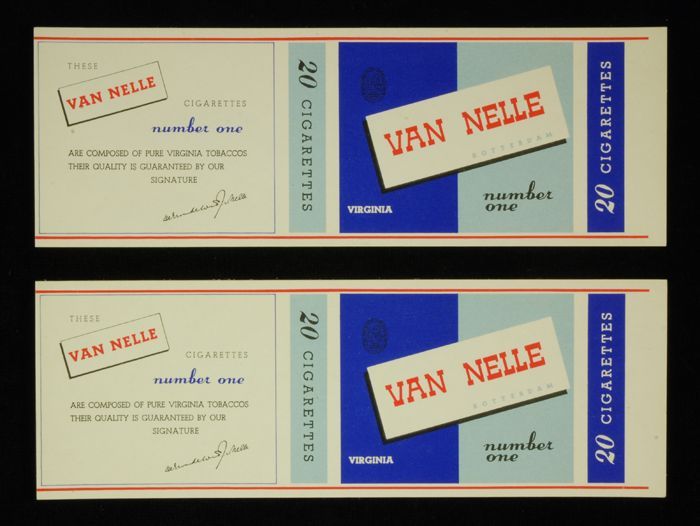 THESE
VAN NELLE
CIGARETTES
number one
ARE COMPOSED OF PURE VIRGINIA TOBACCOS
THEIR QUALITY IS GUARANTEED BY OUR
SIGNATURE
20 CIGARETTES
VAN NELLE
ROTTERDAM
number
one
VIRGINIA
20 CIGARETTES
THESE
VAN NELLE
CIGARETTES
number one
ARE COMPOSED OF PURE VIRGINIA TOBACCOS
THEIR QUALITY IS GUARANTEED BY OUR
SIGNATURE
20 CIGARETTES
VAN NELLE
ROTTERDAM
number
one
VIRGINIA
20 CIGARETTES